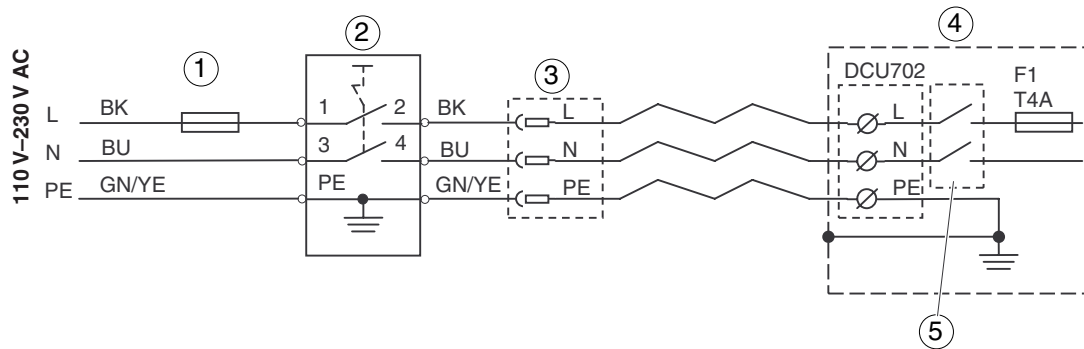 110 V–230 V AC
L BK
N BU
PE GN/YE
1
2
1 2
3 4
PE
BK
BU
GN/YE
3
L
N
PE
4
DCU702
L
N
PE
F1
T4A
5